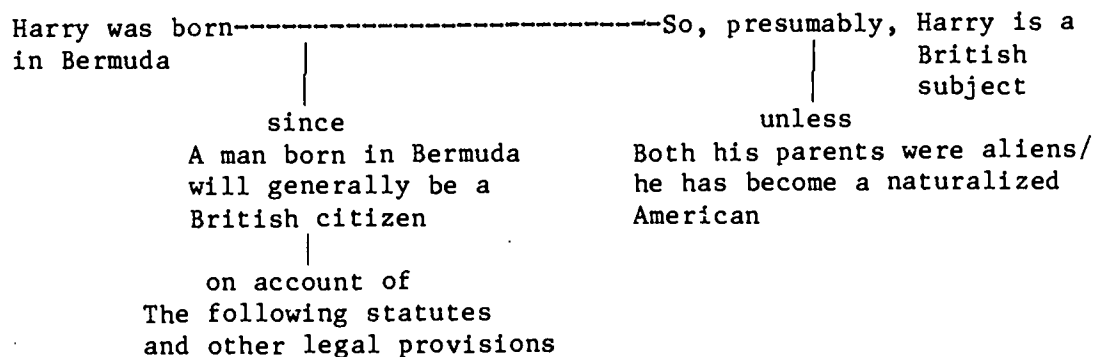 Harry was born
in Bermuda
So, presumably, Harry is a
British
subject
since
A man born in Bermuda
will generally be a
British citizen
unless
Both his parents were aliens/
he has become a naturalized
American
on account of
The following statutes
and other legal provisions